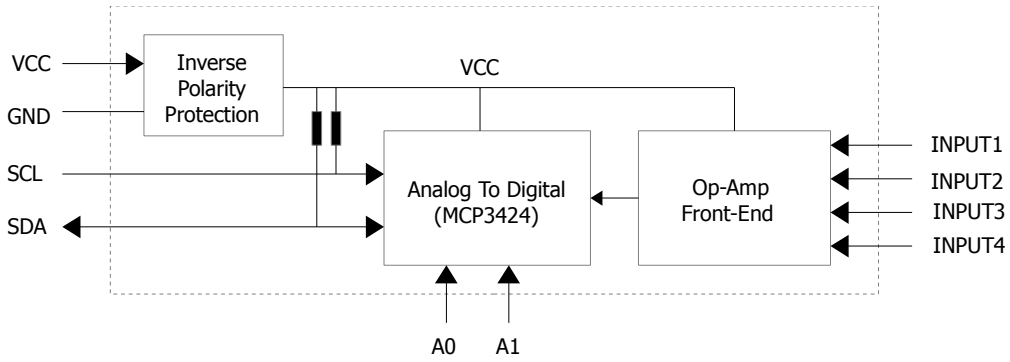 VCC
GND
SCL
SDA
Inverse
Polarity
Protection
VCC
Analog To Digital
(MCP3424)
Op-Amp
Front-End
INPUT1
INPUT2
INPUT3
INPUT4
A0
A1